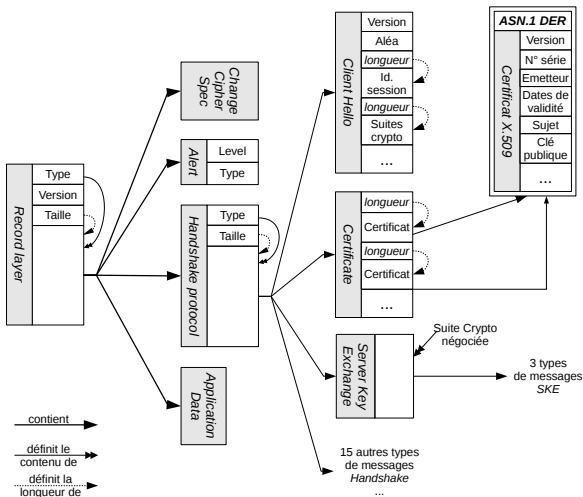 Record layer
Type
Version
Taille
contient
définit le
contenu de
définit la
longueur de
Change
Cipher
Spec
Alert
Level
Type
Handshake protocol
Type
Taille
Application
Data
Client Hello
Version
Aléa
longueur
Id.
session
longueur
Suites
crypto
...
Certificate
longueur
Certificat
longueur
Certificat
...
Server Key
Exchange
Suite Crypto
négociée
3 types
de messages
SKE
15 autres types
de messages
Handshake
...
ASN.1 DER
Certificat X.509
Version
N° série
Emetteur
Dates de
validité
Sujet
Clé
publique
...